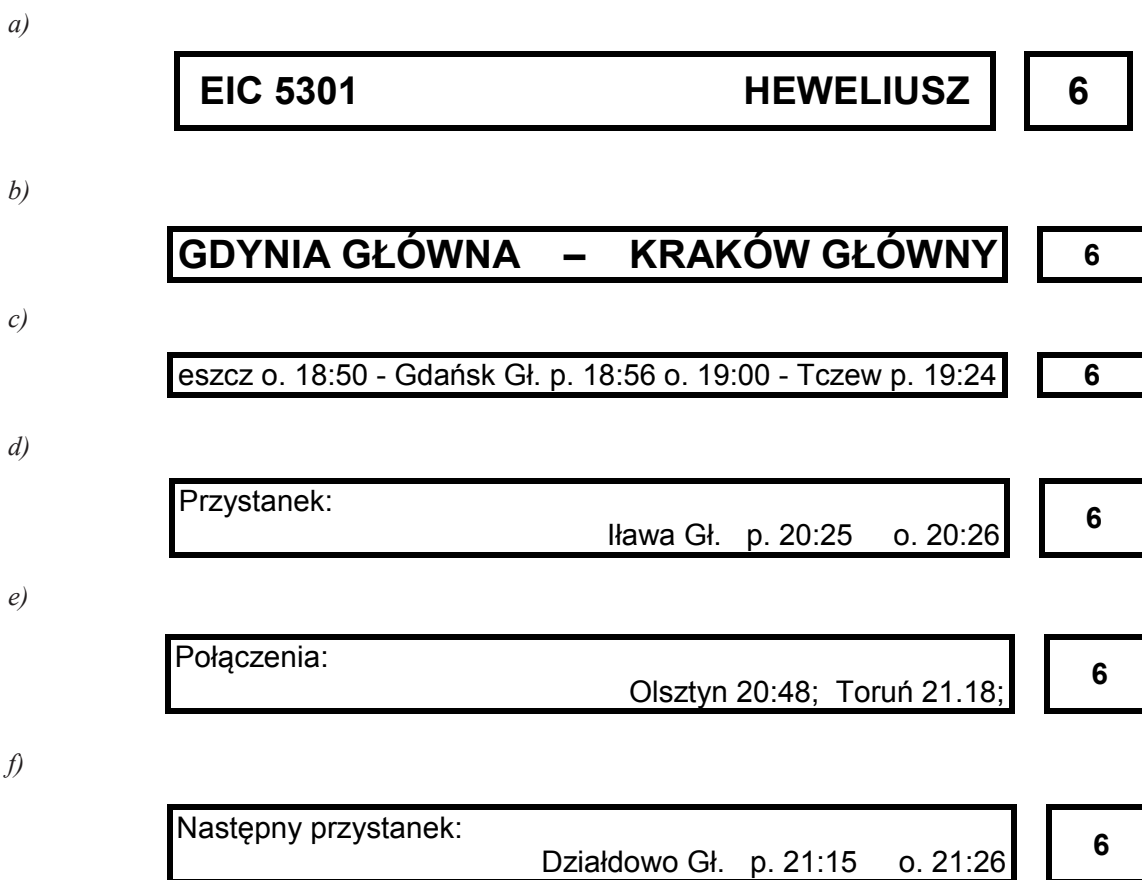 a)
EIC 5301 HEWELIUSZ 6
b)
GDYNIA GŁÓWNA – KRAKÓW GŁÓWNY 6
c)
eszcz o. 18:50 - Gdańsk Gł. p. 18:56 o. 19:00 - Tczew p. 19:24 6
d)
Przystanek:
Iława Gł. p. 20:25 o. 20:26 6
e)
Połączenia:
Olsztyn 20:48; Toruń 21.18; 6
f)
Następny przystanek:
Działdowo Gł. p. 21:15 o. 21:26 6